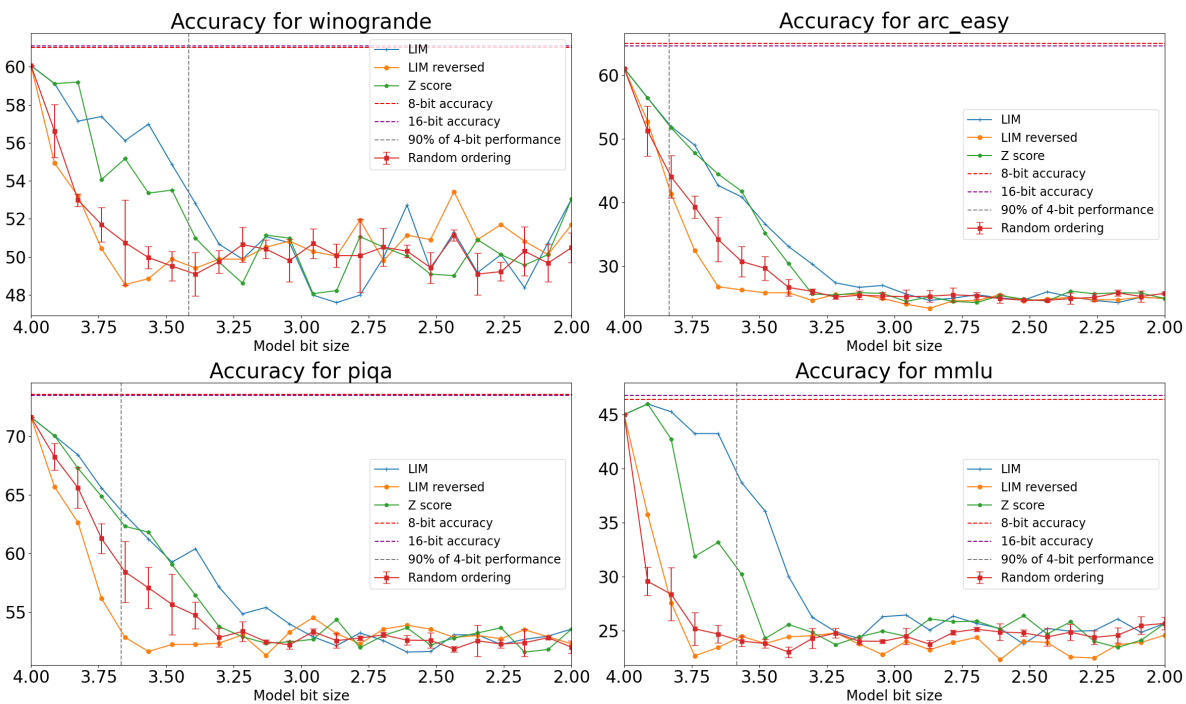 Accuracy for winogrande
60
58
56
54
52
50
48
LIM
LIM reversed
Z score
8-bit accuracy
16-bit accuracy
90% of 4-bit performance
Random ordering
4.00 3.75 3.50 3.25 3.00 2.75 2.50 2.25 2.00
Model bit size
Accuracy for arc_easy
60
50
40
30
LIM
LIM reversed
Z score
8-bit accuracy
16-bit accuracy
90% of 4-bit performance
Random ordering
4.00 3.75 3.50 3.25 3.00 2.75 2.50 2.25 2.00
Model bit size
Accuracy for piqa
70
65
60
55
LIM
LIM reversed
Z score
8-bit accuracy
16-bit accuracy
90% of 4-bit performance
Random ordering
4.00 3.75 3.50 3.25 3.00 2.75 2.50 2.25 2.00
Model bit size
Accuracy for mmlu
45
40
35
30
25
LIM
LIM reversed
Z score
8-bit accuracy
16-bit accuracy
90% of 4-bit performance
Random ordering
4.00 3.75 3.50 3.25 3.00 2.75 2.50 2.25 2.00
Model bit size